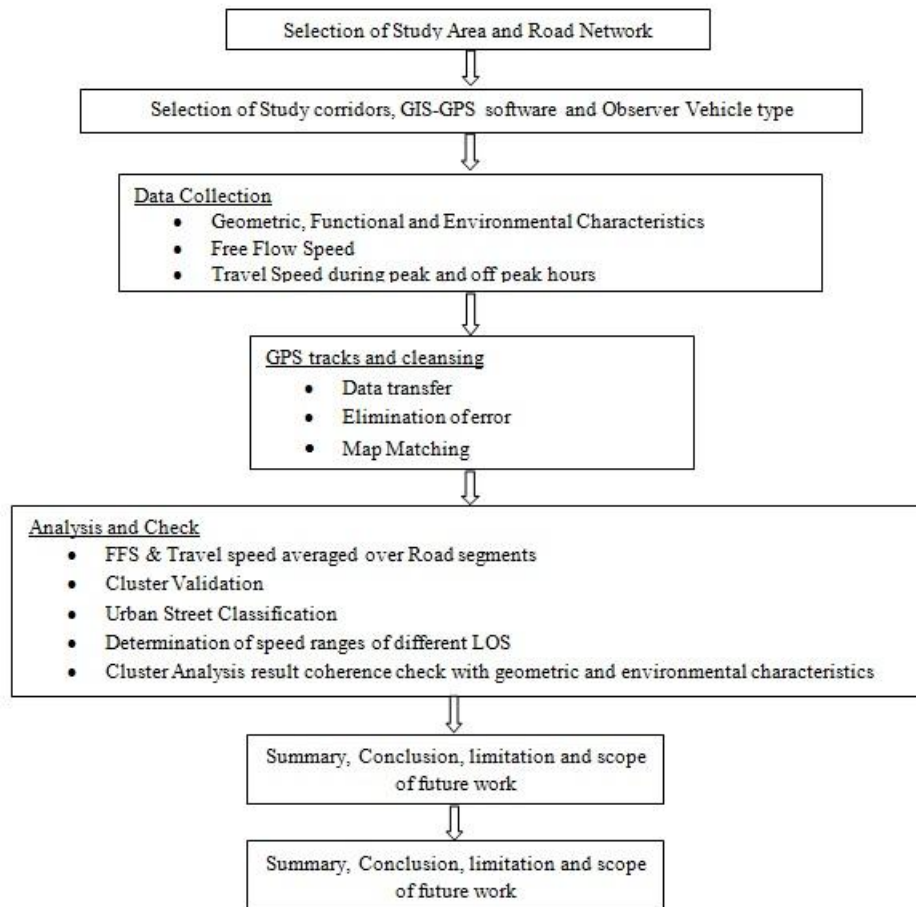 Selection of Study Area and Road Network
Selection of Study corridors, GIS-GPS software and Observer Vehicle type
Data Collection
• Geometric, Functional and Environmental Characteristics
• Free Flow Speed
• Travel Speed during peak and off peak hours
GPS tracks and cleansing
• Data transfer
• Elimination of error
• Map Matching
Analysis and Check
• FFS & Travel speed averaged over Road segments
• Cluster Validation
• Urban Street Classification
• Determination of speed ranges of different LOS
• Cluster Analysis result coherence check with geometric and environmental characteristics
Summary, Conclusion, limitation and scope
of future work
Summary, Conclusion, limitation and scope
of future work